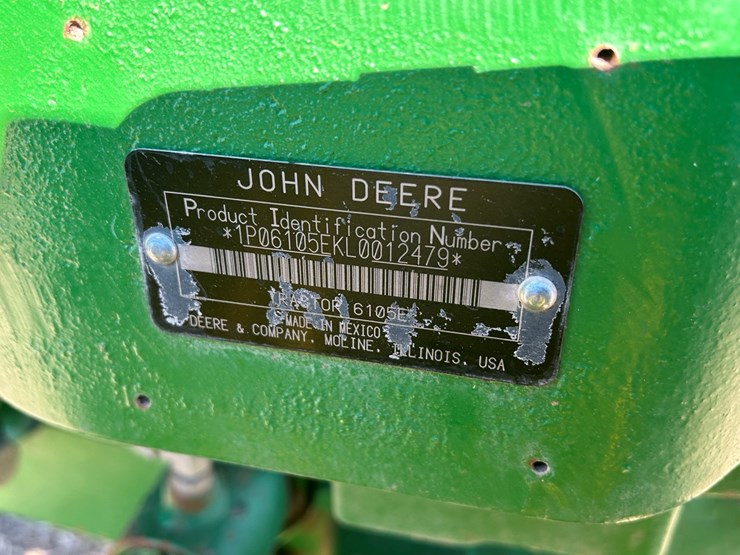 JOHN DEERE
Product Identification Number
*1P06105EKL0012479*
TRACTOR 6105E
MADE IN MEXICO
DEERE & COMPANY, MOLINE, ILLINOIS, USA